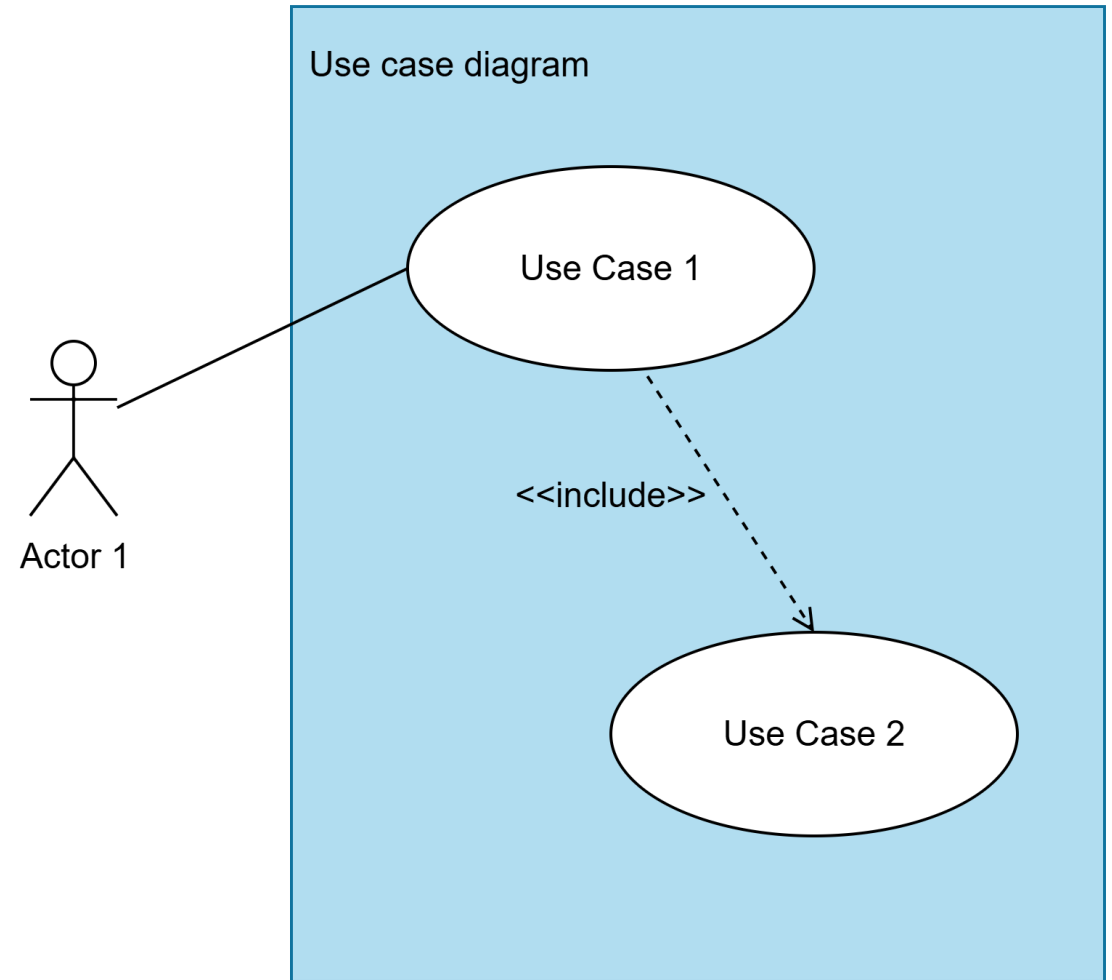 Use case diagram
Use Case 1
<<include>>
Actor 1
Use Case 2